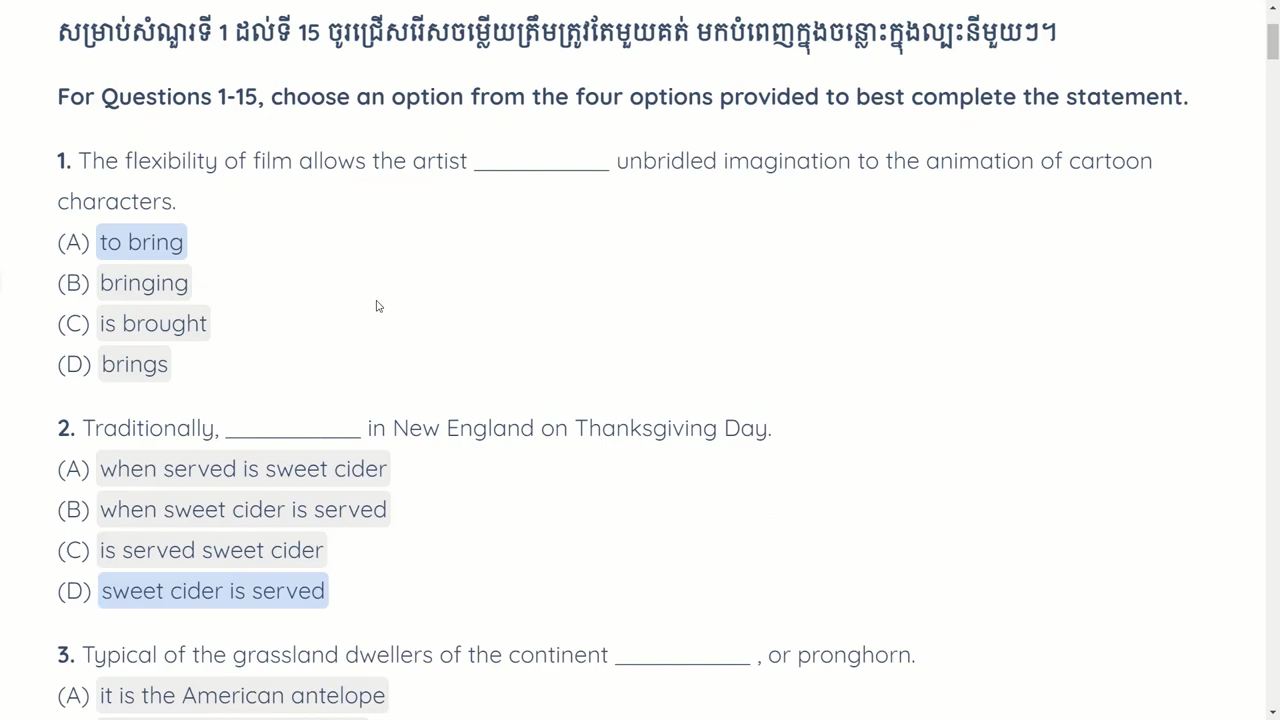 សម្រាប់សំណួរទី 1 ដល់ទី 15 ចូរជ្រើសរើសចម្លើយត្រឹមត្រូវតែមួយគត់ មកបំពេញក្នុងចន្លោះក្នុងល្បះនីមួយៗ។
For Questions 1-15, choose an option from the four options provided to best complete the statement.
1. The flexibility of film allows the artist ___________ unbridled imagination to the animation of cartoon
characters.
(A) to bring
(B) bringing
(C) is brought
(D) brings
2. Traditionally, ___________ in New England on Thanksgiving Day.
(A) when served is sweet cider
(B) when sweet cider is served
(C) is served sweet cider
(D) sweet cider is served
3. Typical of the grassland dwellers of the continent ___________ , or pronghorn.
(A) it is the American antelope